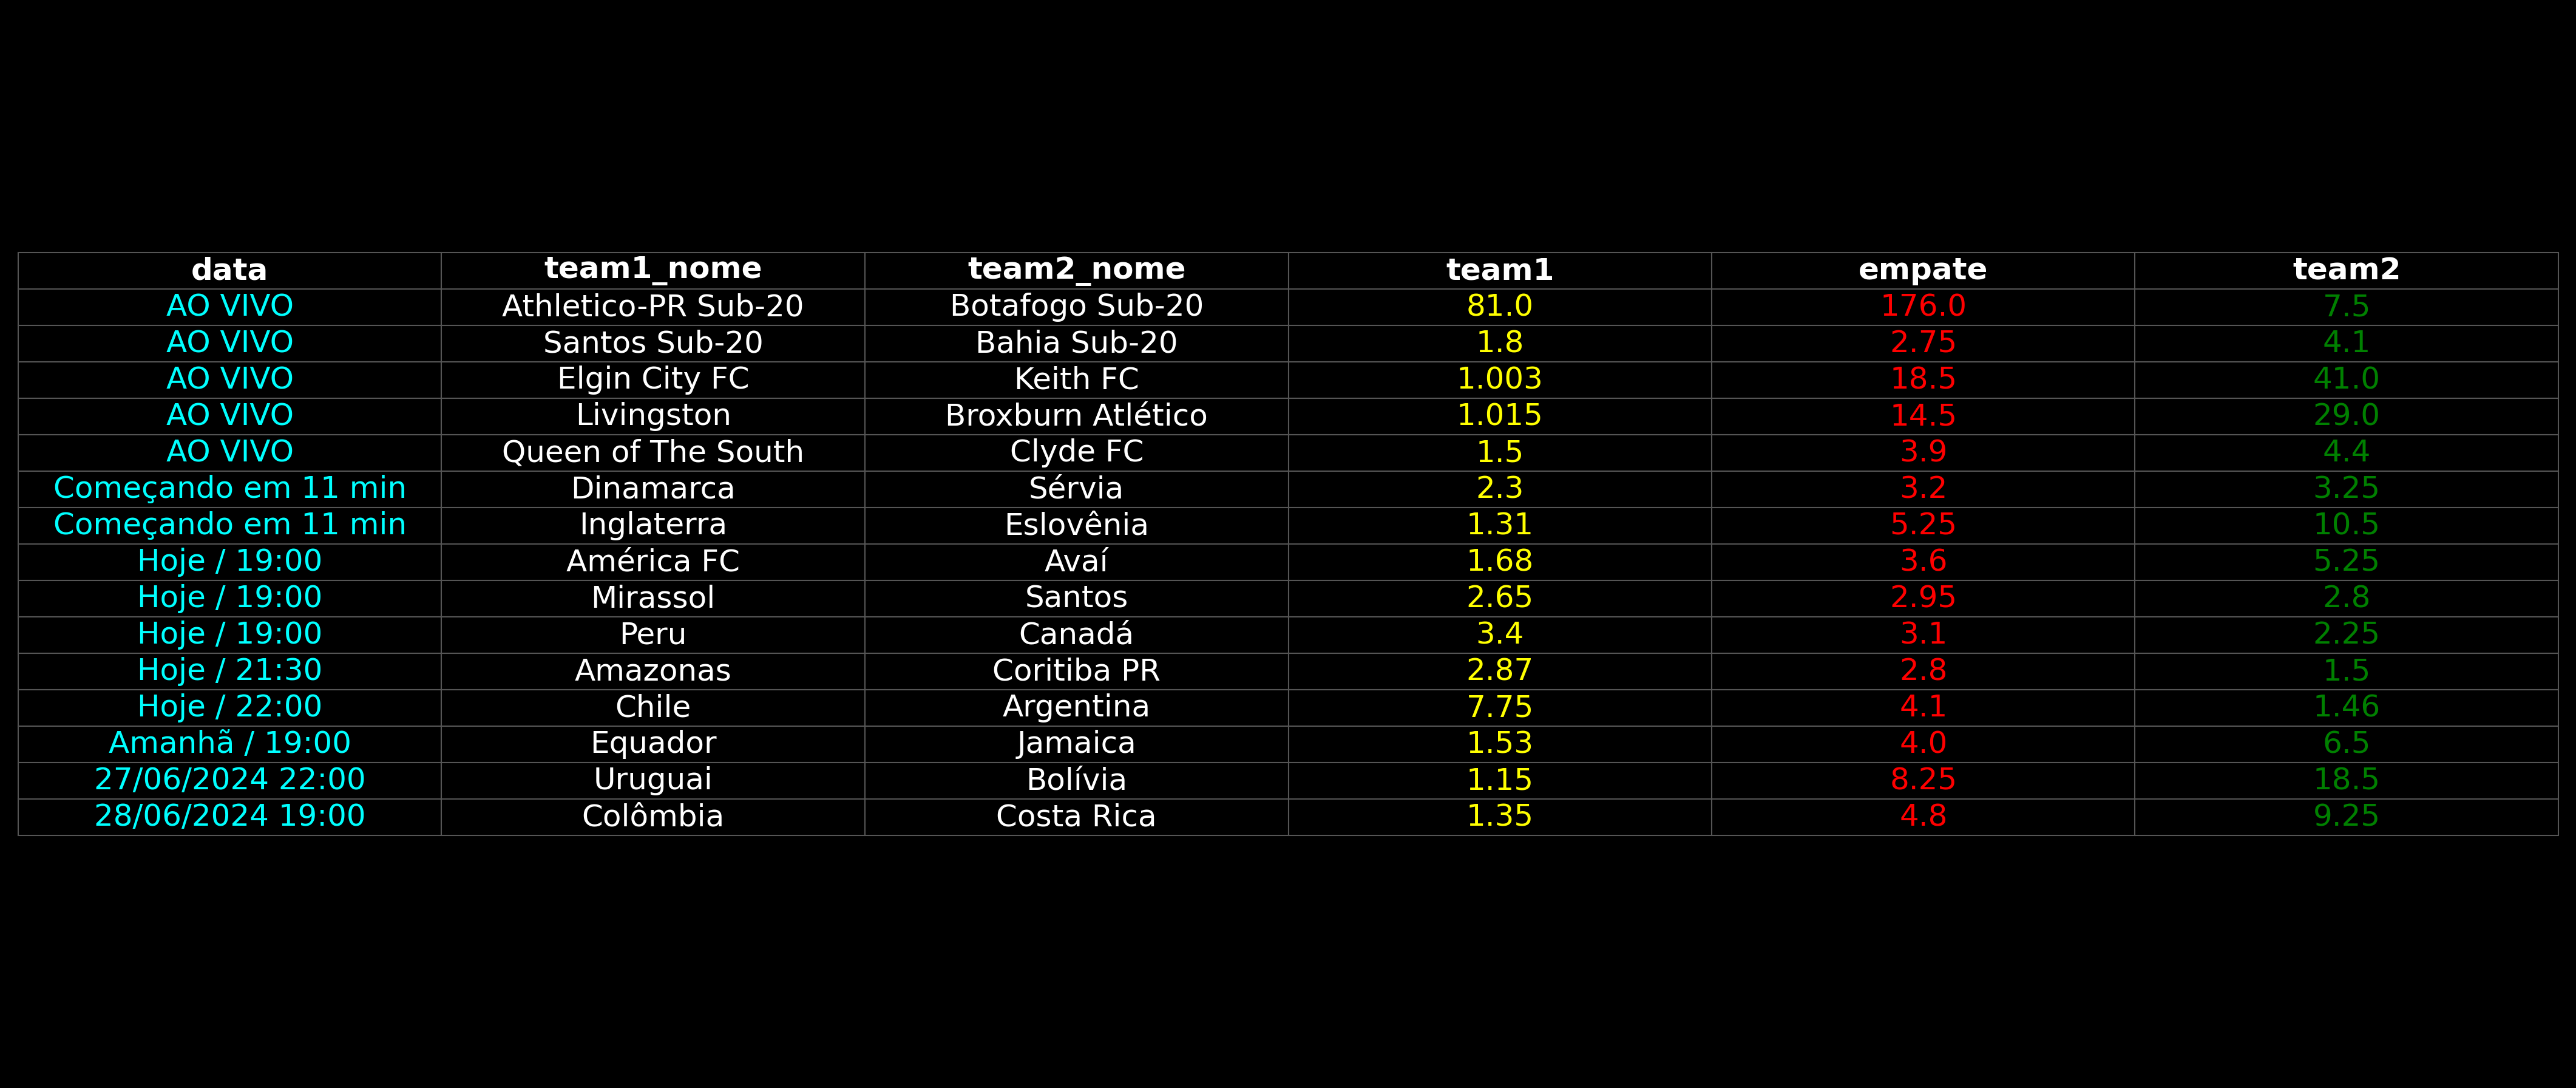 data team1_nome team2_nome team1 empate team2
AO VIVO Athletico-PR Sub-20 Botafogo Sub-20 81.0 176.0 7.5
AO VIVO Santos Sub-20 Bahia Sub-20 1.8 2.75 4.1
AO VIVO Elgin City FC Keith FC 1.003 18.5 41.0
AO VIVO Livingston Broxburn Atlético 1.015 14.5 29.0
AO VIVO Queen of The South Clyde FC 1.5 3.9 4.4
Começando em 11 min Dinamarca Sérvia 2.3 3.2 3.25
Começando em 11 min Inglaterra Eslovênia 1.31 5.25 10.5
Hoje / 19:00 América FC Avaí 1.68 3.6 5.25
Hoje / 19:00 Mirassol Santos 2.65 2.95 2.8
Hoje / 19:00 Peru Canadá 3.4 3.1 2.25
Hoje / 21:30 Amazonas Coritiba PR 2.87 2.8 1.5
Hoje / 22:00 Chile Argentina 7.75 4.1 1.46
Amanhã / 19:00 Equador Jamaica 1.53 4.0 6.5
27/06/2024 22:00 Uruguai Bolívia 1.15 8.25 18.5
28/06/2024 19:00 Colômbia Costa Rica 1.35 4.8 9.25